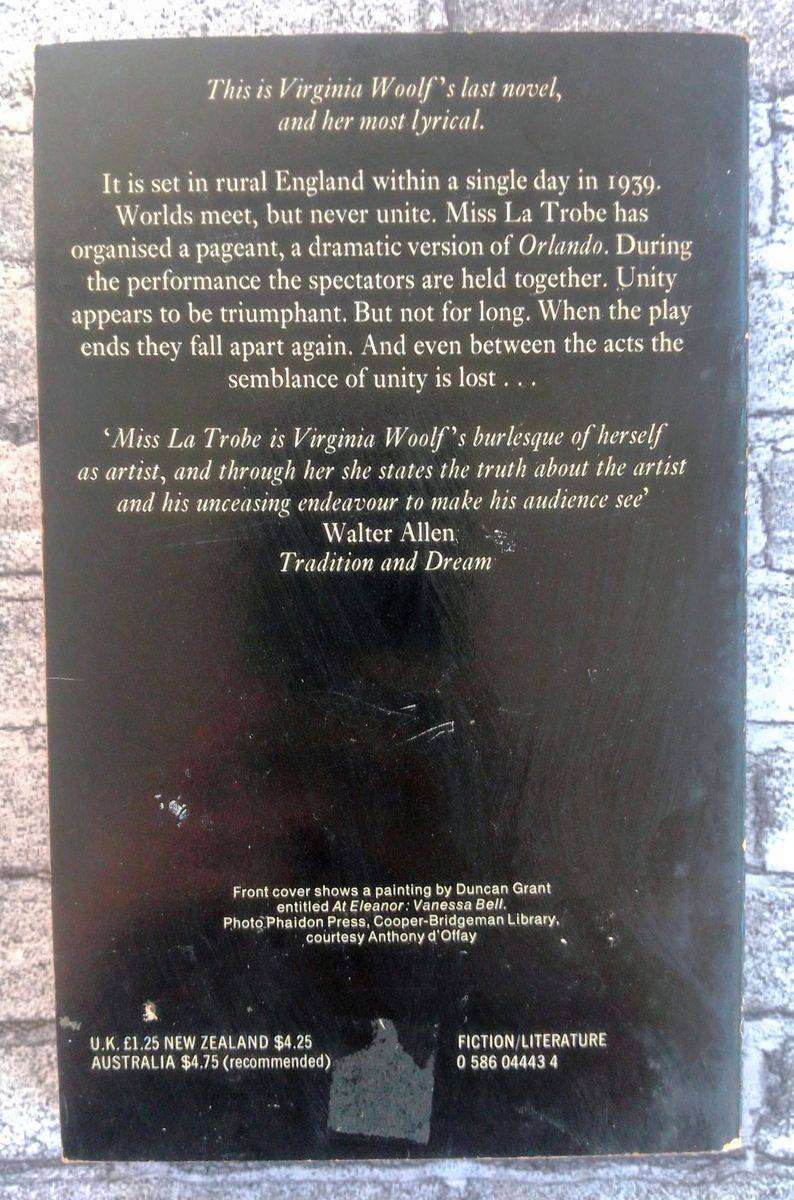 This is Virginia Woolf's last novel,
and her most lyrical.
It is set in rural England within a single day in 1939.
Worlds meet, but never unite. Miss La Trobe has
organised a pageant, a dramatic version of Orlando. During
the performance the spectators are held together. Unity
appears to be triumphant. But not for long. When the play
ends they fall apart again. And even between the acts the
semblance of unity is lost . . .
‘Miss La Trobe is Virginia Woolf's burlesque of herself
as artist, and through her she states the truth about the artist
and his unceasing endeavour to make his audience see’
Walter Allen
Tradition and Dream
Front cover shows a painting by Duncan Grant
entitled At Eleanor: Vanessa Bell.
Photo Phaidon Press, Cooper-Bridgeman Library,
courtesy Anthony d'Offay
U.K. £1.25 NEW ZEALAND $4.25
AUSTRALIA $4.75 (recommended)
FICTION/LITERATURE
0 586 04443 4